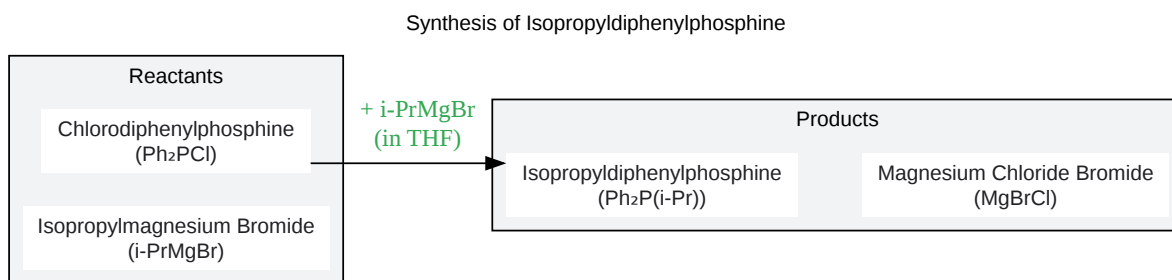 Synthesis of Isopropyldiphenylphosphine
Reactants
Chlorodiphenylphosphine
(Ph₂PCl)
Isopropylmagnesium Bromide
(i-PrMgBr)
+ i-PrMgBr
(in THF)
Products
Isopropyldiphenylphosphine
(Ph₂P(i-Pr))
Magnesium Chloride Bromide
(MgBrCl)